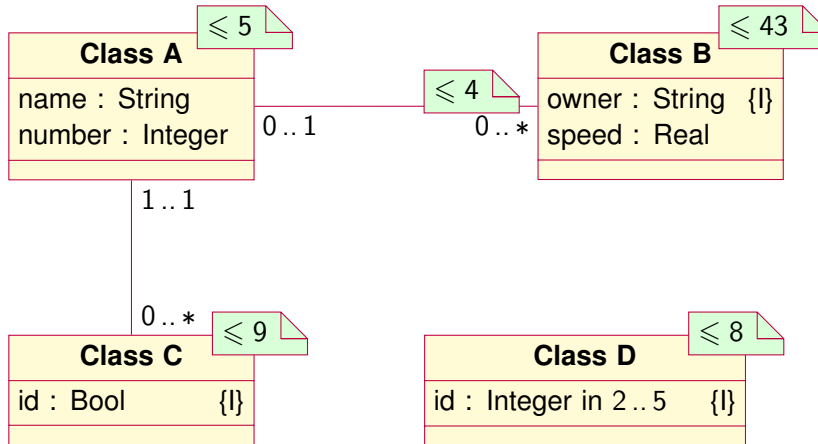 ⩽ 5
Class A
name : String
number : Integer
0 .. 1
⩽ 4
0 .. *
⩽ 43
Class B
owner : String {I}
speed : Real
1 .. 1
0 .. *
⩽ 9
Class C
id : Bool {I}
⩽ 8
Class D
id : Integer in 2 .. 5 {I}